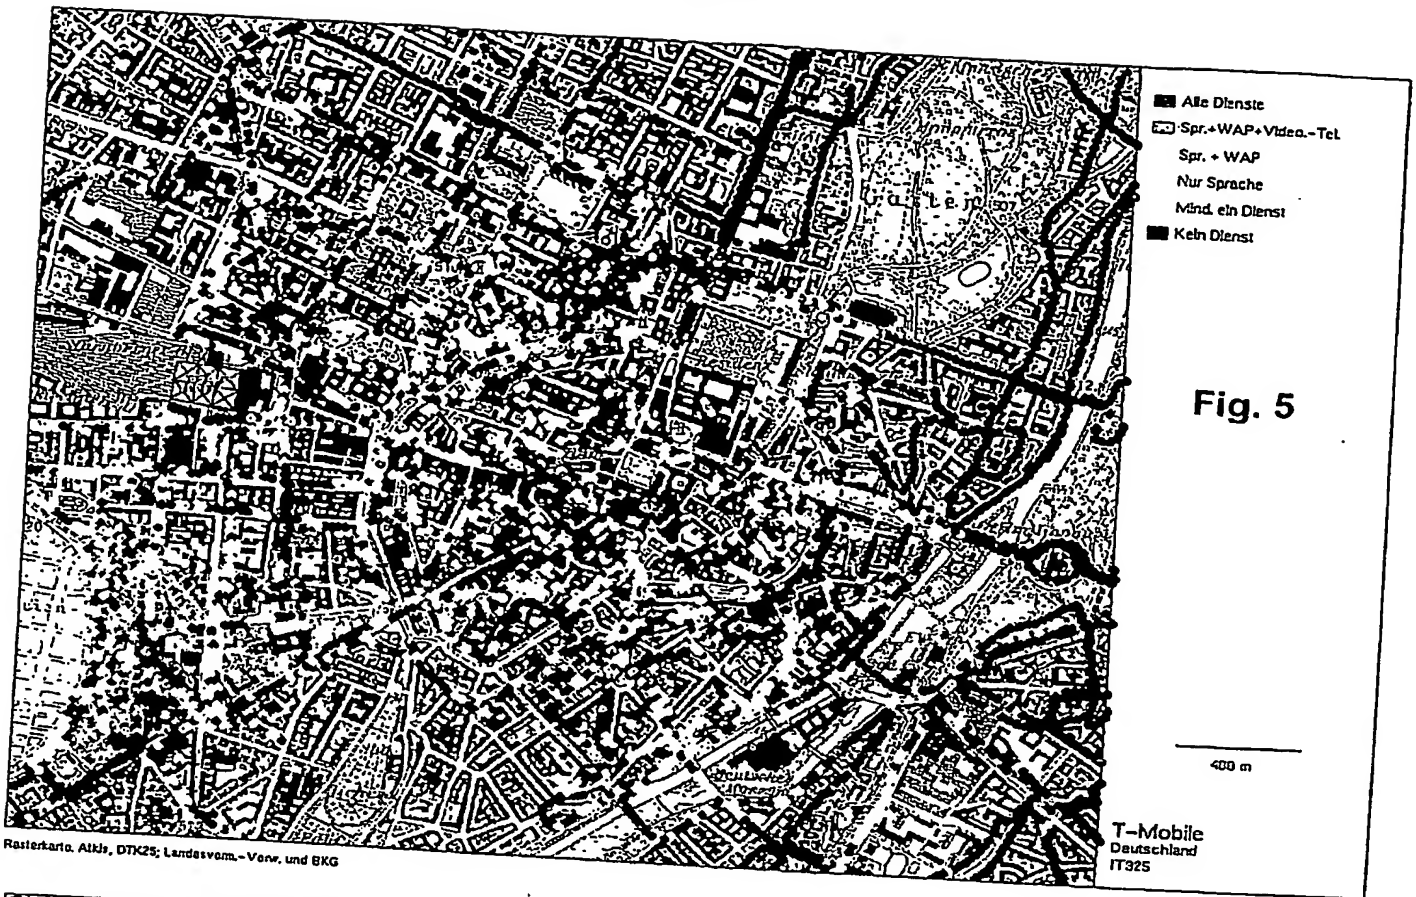 Alle Dienste
Spr.+WAP+Video.-Tel.
Spr. + WAP
Nur Sprache
Mind. ein Dienst
Kein Dienst
Fig. 5
400 m
T-Mobile
Deutschland
IT325
Rasterkarte, Atkis, DTK25; Landesverm.-Verw. und BKG